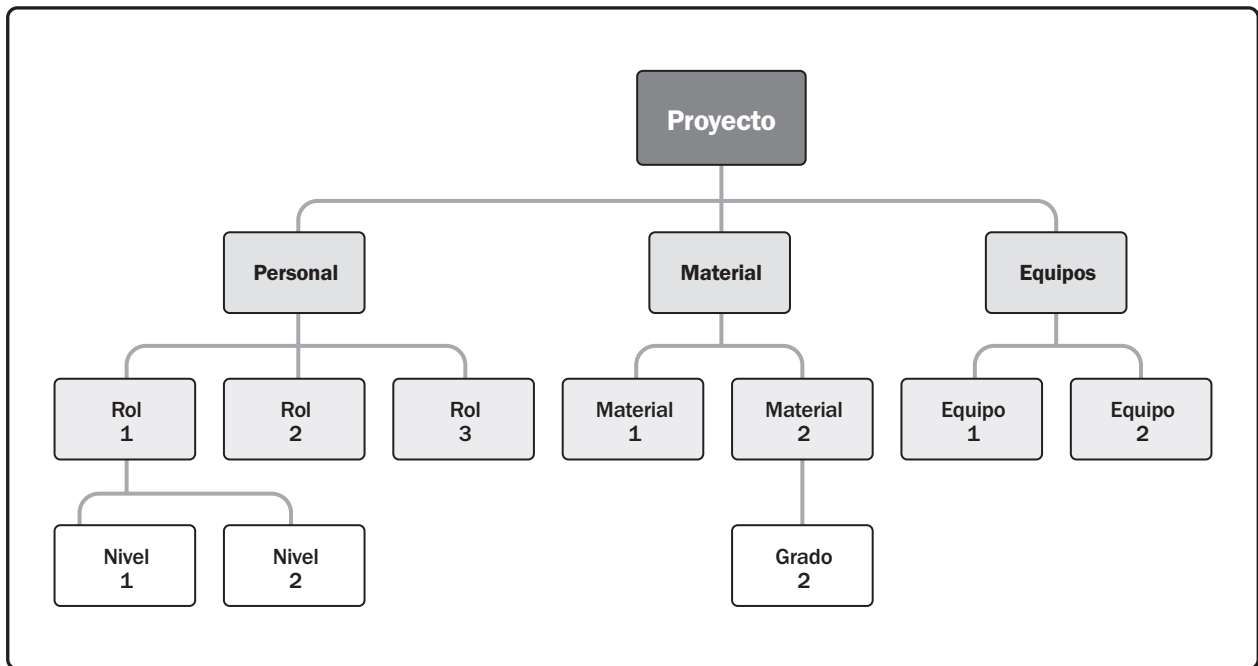 Proyecto
Personal
Material
Equipos
Rol
1
Rol
2
Rol
3
Material
1
Material
2
Equipo
1
Equipo
2
Nivel
1
Nivel
2
Grado
2